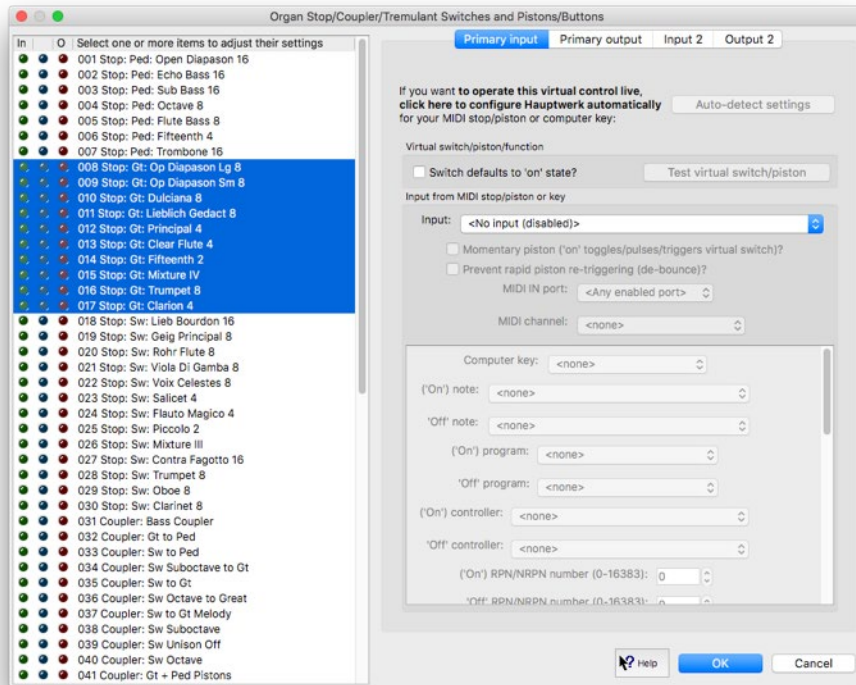 Organ Stop/Coupler/Tremulant Switches and Pistons/Buttons
In O Select one or more items to adjust their settings
001 Stop: Ped: Open Diapason 16
002 Stop: Ped: Echo Bass 16
003 Stop: Ped: Sub Bass 16
004 Stop: Ped: Octave 8
005 Stop: Ped: Flute Bass 8
006 Stop: Ped: Fifteenth 4
007 Stop: Ped: Trombone 16
008 Stop: Gt: Op Diapason Lg 8
009 Stop: Gt: Op Diapason Sm 8
010 Stop: Gt: Dulciana 8
011 Stop: Gt: Lieblich Gedact 8
012 Stop: Gt: Principal 4
013 Stop: Gt: Clear Flute 4
014 Stop: Gt: Fifteenth 2
015 Stop: Gt: Mixture IV
016 Stop: Gt: Trumpet 8
017 Stop: Gt: Clarion 4
018 Stop: Sw: Lieb Bourdon 16
019 Stop: Sw: Geig Principal 8
020 Stop: Sw: Rohr Flute 8
021 Stop: Sw: Viola Di Gamba 8
022 Stop: Sw: Voix Celestes 8
023 Stop: Sw: Salicet 4
024 Stop: Sw: Flauto Magico 4
025 Stop: Sw: Piccolo 2
026 Stop: Sw: Mixture III
027 Stop: Sw: Contra Fagotto 16
028 Stop: Sw: Trumpet 8
029 Stop: Sw: Oboe 8
030 Stop: Sw: Clarinet 8
031 Coupler: Bass Coupler
032 Coupler: Gt to Ped
033 Coupler: Sw to Ped
034 Coupler: Sw Suboctave to Gt
035 Coupler: Sw to Gt
036 Coupler: Sw Octave to Great
037 Coupler: Sw to Gt Melody
038 Coupler: Sw Suboctave
039 Coupler: Sw Unison Off
040 Coupler: Sw Octave
041 Coupler: Gt + Ped Pistons
Primary input Primary output Input 2 Output 2
If you want to operate this virtual control live,
click here to configure Hauptwerk automatically
for your MIDI stop/piston or computer key:
Auto-detect settings
Virtual switch/piston/function
Switch defaults to 'on' state? Test virtual switch/piston
Input from MIDI stop/piston or key
Input: <No input (disabled)>
Momentary piston ('on' toggles/pulses/triggers virtual switch)?
Prevent rapid piston re-triggering (de-bounce)?
MIDI IN port: <Any enabled port>
MIDI channel: <none>
Computer key: <none>
('On') note: <none>
'Off' note: <none>
('On') program: <none>
'Off' program: <none>
('On') controller: <none>
'Off' controller: <none>
('On') RPN/NRPN number (0-16383): 0
'Off' RPN/NRPN number (0-16383): 0
Help OK Cancel